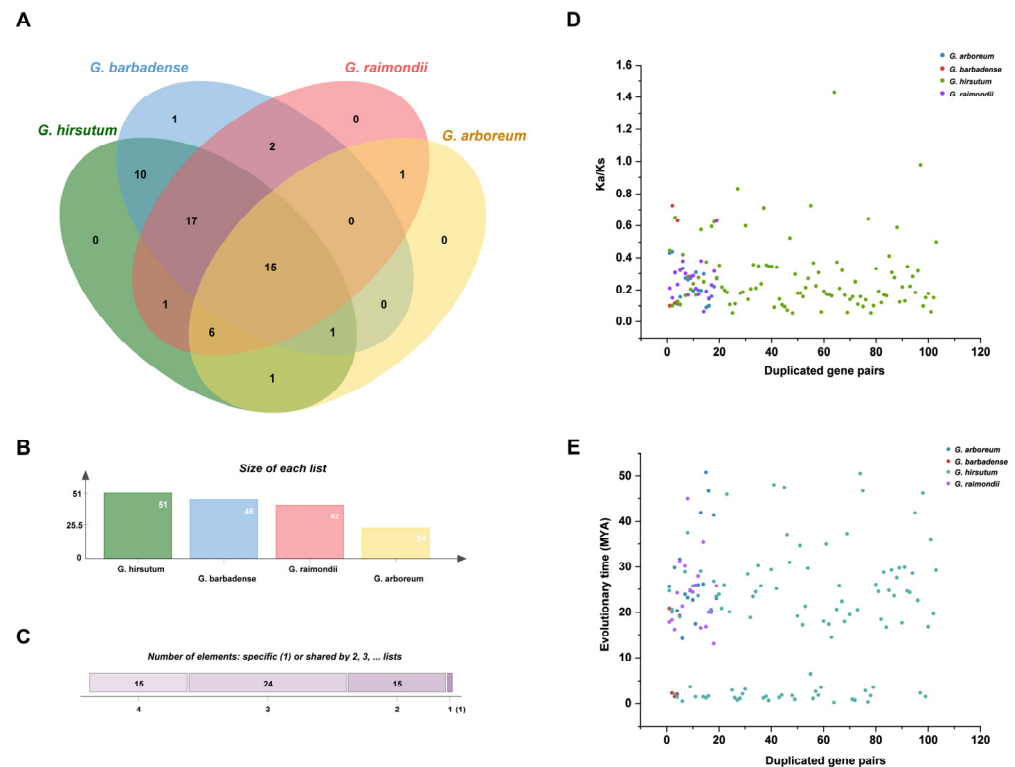 A
G. barbadense
G. raimondii
G. hirsutum
G. arboreum
1
0
2
10
1
17
0
0
0
15
1
0
6
1
1
B
Size of each list
51
25.5
0
51
46
42
24
G. hirsutum
G. barbadense
G. raimondii
G. arboreum
C
Number of elements: specific (1) or shared by 2, 3, ... lists
15
24
15
4
3
2
1 (1)
D
G. arboreum
G. barbadense
G. hirsutum
G. raimondii
Ka/Ks
1.6
1.4
1.2
1.0
0.8
0.6
0.4
0.2
0.0
0
20
40
60
80
100
120
Duplicated gene pairs
E
G. arboreum
G. barbadense
G. hirsutum
G. raimondii
Evolutionary time (MYA)
50
40
30
20
10
0
0
20
40
60
80
100
120
Duplicated gene pairs